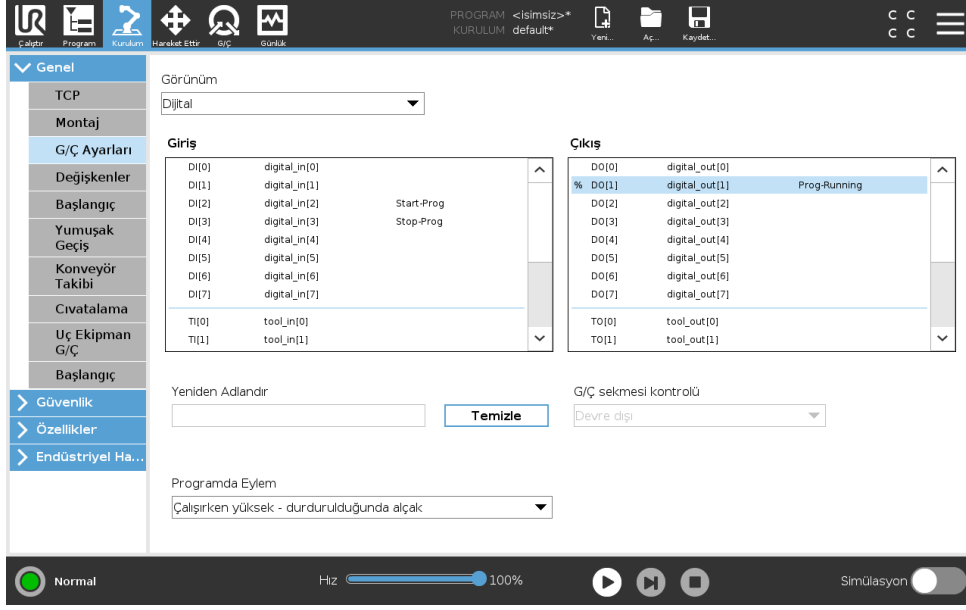 PROGRAM <isimsiz>*
KURULUM default*
Çalıştır Program Kurulum Hareket Ettir G/Ç Günlük Yeni... Aç... Kaydet...
C C
C C
Genel
TCP
Montaj
G/Ç Ayarları
Değişkenler
Başlangıç
Yumuşak
Geçiş
Konveyör
Takibi
Cıvatalama
Uç Ekipman
G/Ç
Başlangıç
Güvenlik
Özellikler
Endüstriyel Ha...
Görünüm
Dijital
Giriş
DI[0] digital_in[0]
DI[1] digital_in[1]
DI[2] digital_in[2] Start-Prog
DI[3] digital_in[3] Stop-Prog
DI[4] digital_in[4]
DI[5] digital_in[5]
DI[6] digital_in[6]
DI[7] digital_in[7]
TI[0] tool_in[0]
TI[1] tool_in[1]
Çıkış
DO[0] digital_out[0]
% DO[1] digital_out[1] Prog-Running
DO[2] digital_out[2]
DO[3] digital_out[3]
DO[4] digital_out[4]
DO[5] digital_out[5]
DO[6] digital_out[6]
DO[7] digital_out[7]
TO[0] tool_out[0]
TO[1] tool_out[1]
Yeniden Adlandır
Temizle
G/Ç sekmesi kontrolü
Devre dışı
Programda Eylem
Çalışırken yüksek - durdurulduğunda alçak
Normal
Hız 100%
Simülasyon